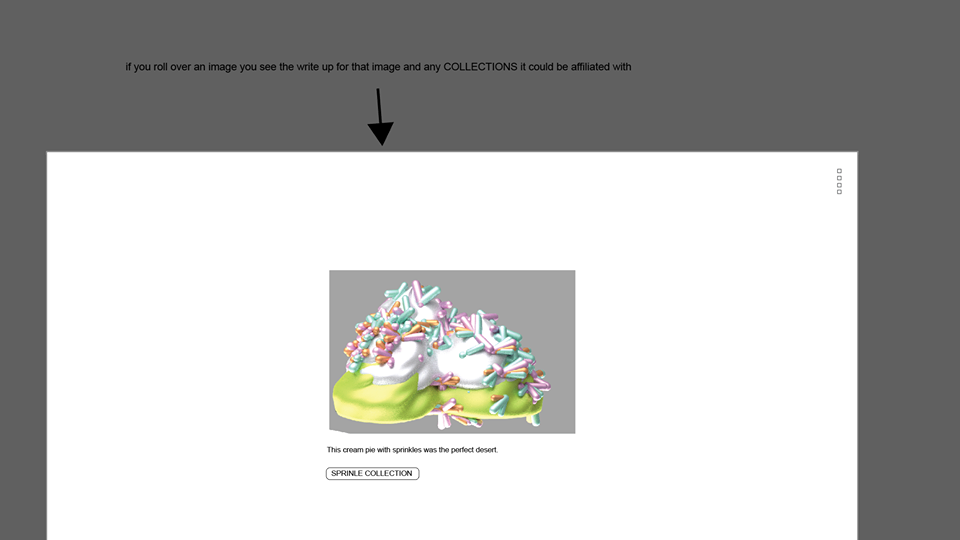 if you roll over an image you see the write up for that image and any COLLECTIONS it could be affiliated with
This cream pie with sprinkles was the perfect desert.
SPRINLE COLLECTION